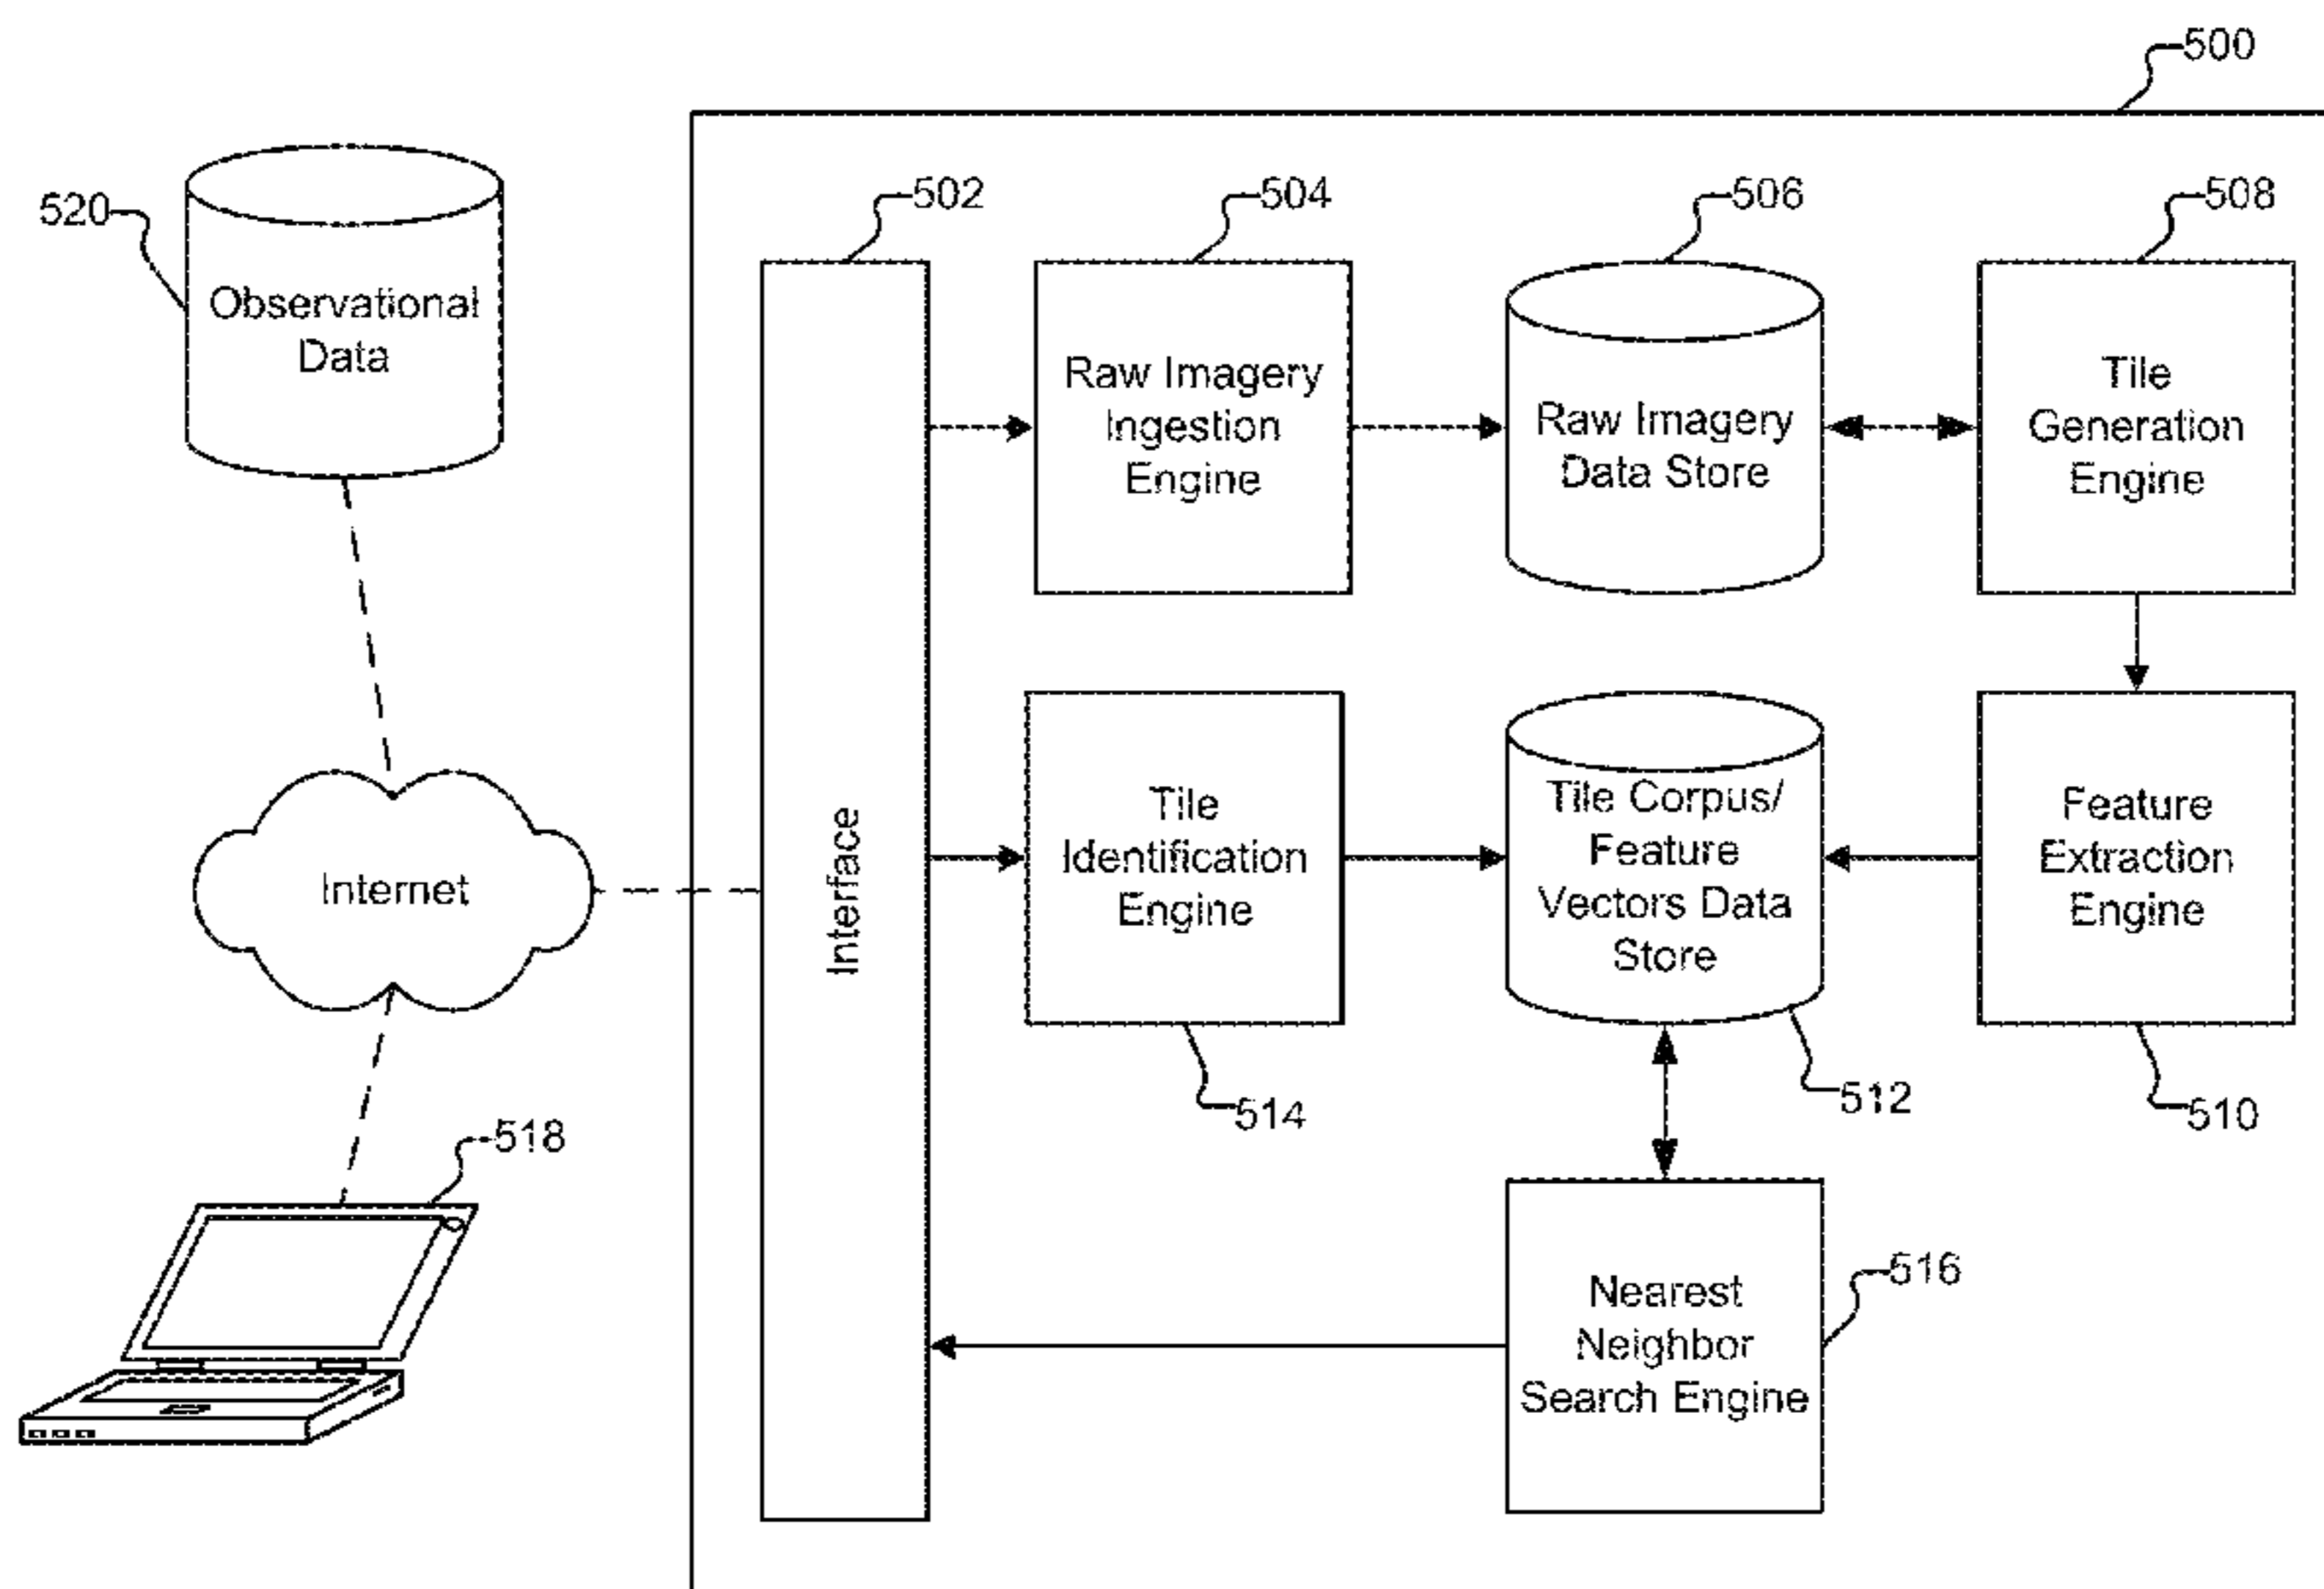 500
520
502
504
506
508
Observational
Data
Raw Imagery
Ingestion
Engine
Raw Imagery
Data Store
Tile
Generation
Engine
Internet
Interface
Tile
Identification
Engine
Tile Corpus/
Feature
Vectors Data
Store
Feature
Extraction
Engine
514
512
510
518
Nearest
Neighbor
Search Engine
516